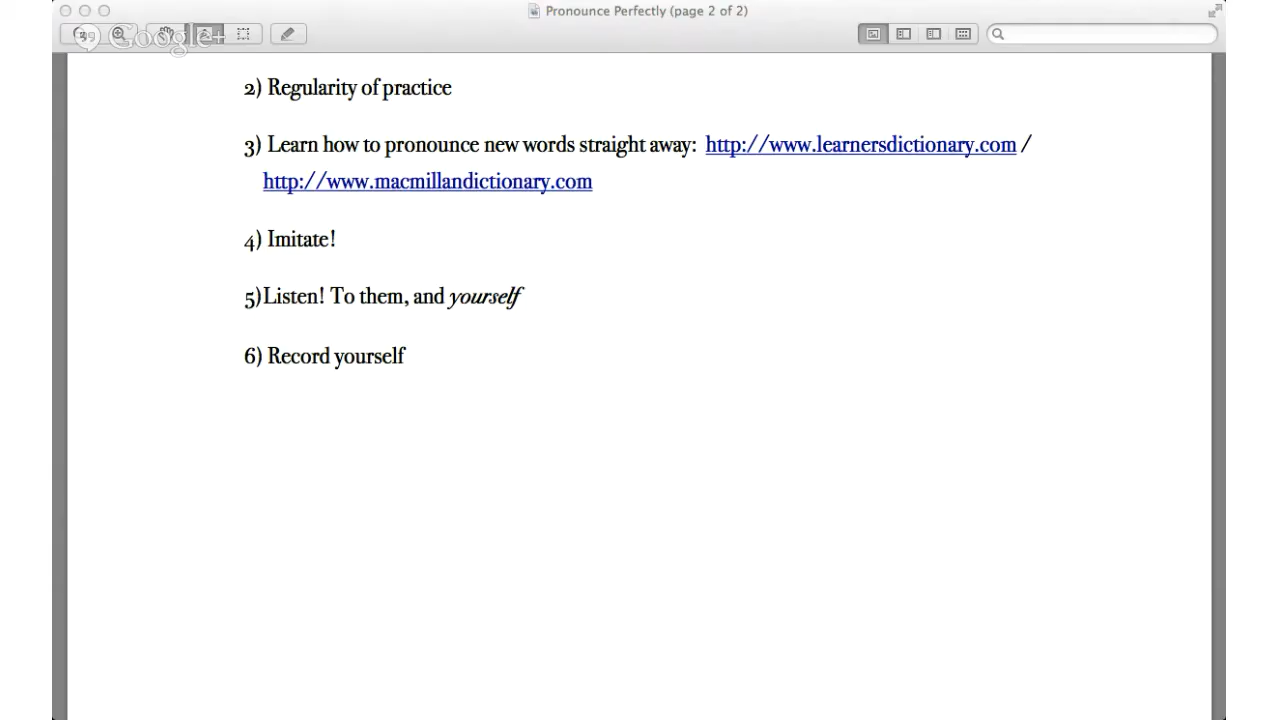 Pronounce Perfectly (page 2 of 2)
Google+
2) Regularity of practice
3) Learn how to pronounce new words straight away: http://www.learnersdictionary.com /
http://www.macmillandictionary.com
4) Imitate!
5)Listen! To them, and yourself
6) Record yourself